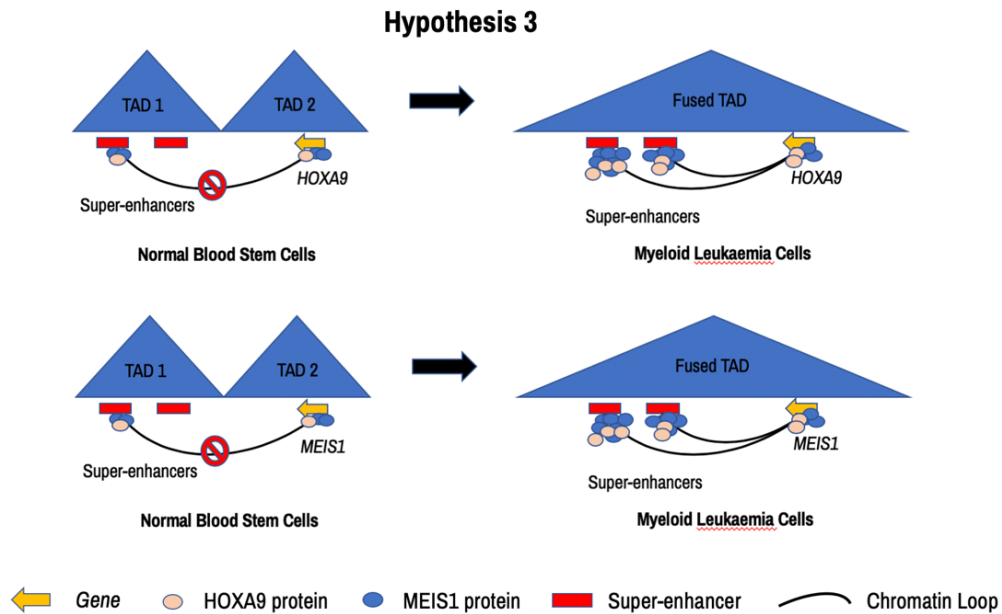 Hypothesis 3
TAD 1
TAD 2
Fused TAD
HOXA9
HOXA9
Super-enhancers
Super-enhancers
Normal Blood Stem Cells
Myeloid Leukaemia Cells
TAD 1
TAD 2
Fused TAD
MEIS1
MEIS1
Super-enhancers
Super-enhancers
Normal Blood Stem Cells
Myeloid Leukaemia Cells
Gene
HOXA9 protein
MEIS1 protein
Super-enhancer
Chromatin Loop